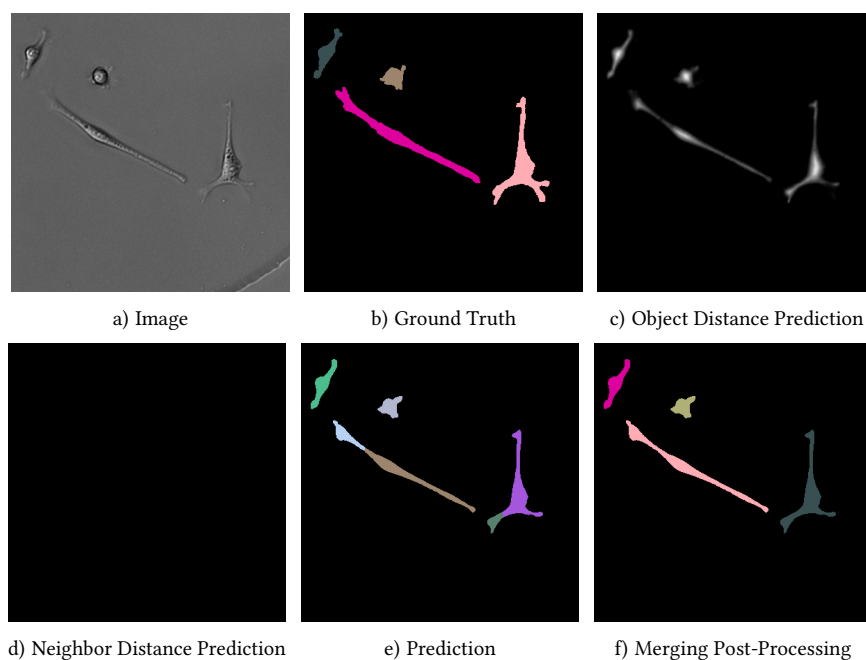 a) Image
b) Ground Truth
c) Object Distance Prediction
d) Neighbor Distance Prediction
e) Prediction
f) Merging Post-Processing